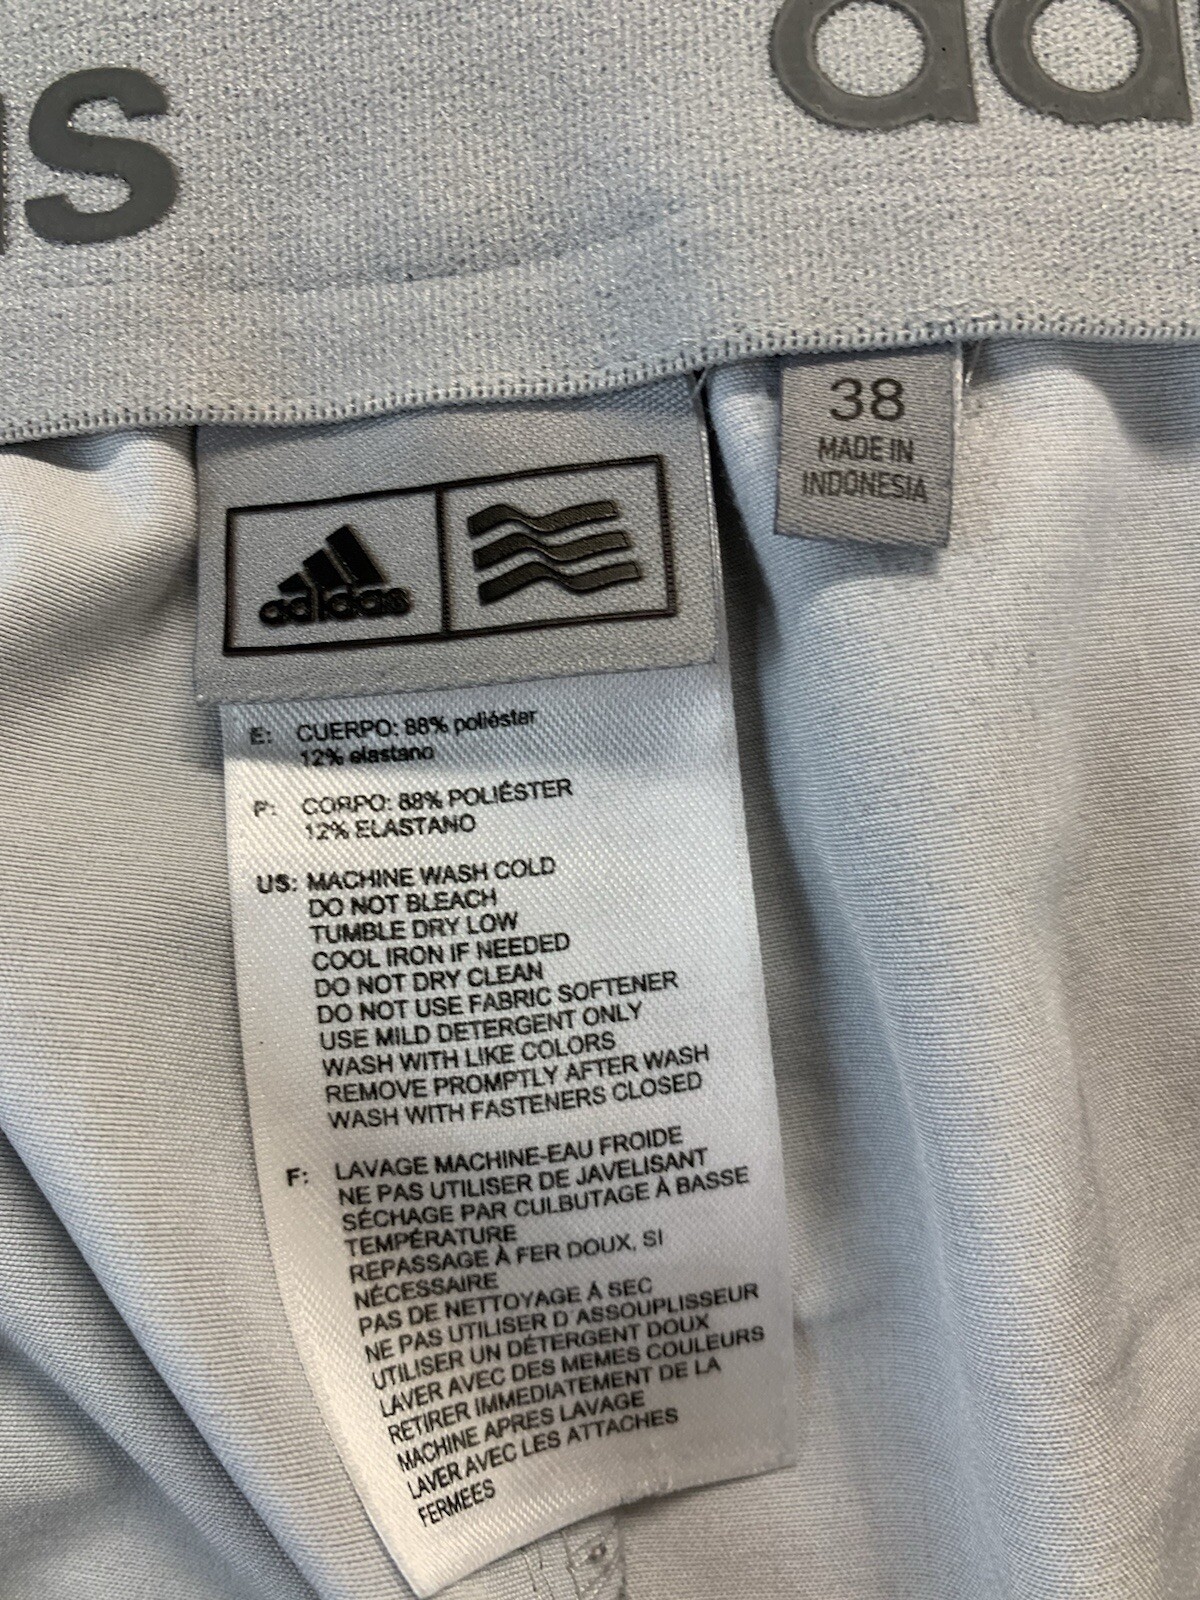 as
ad
38
MADE IN
INDONESIA
adidas
E: CUERPO: 88% poliéster
12% elastano
P: CORPO: 88% POLIÉSTER
12% ELASTANO
US: MACHINE WASH COLD
DO NOT BLEACH
TUMBLE DRY LOW
COOL IRON IF NEEDED
DO NOT DRY CLEAN
DO NOT USE FABRIC SOFTENER
USE MILD DETERGENT ONLY
WASH WITH LIKE COLORS
REMOVE PROMPTLY AFTER WASH
WASH WITH FASTENERS CLOSED
F: LAVAGE MACHINE-EAU FROIDE
NE PAS UTILISER DE JAVELISANT
SÉCHAGE PAR CULBUTAGE À BASSE
TEMPÉRATURE
REPASSAGE À FER DOUX, SI
NÉCESSAIRE
PAS DE NETTOYAGE À SEC
NE PAS UTILISER D'ASSOUPLISSEUR
UTILISER UN DÉTERGENT DOUX
LAVER AVEC DES MEMES COULEURS
RETIRER IMMEDIATEMENT DE LA
MACHINE APRES LAVAGE
LAVER AVEC LES ATTACHES
FERMEES